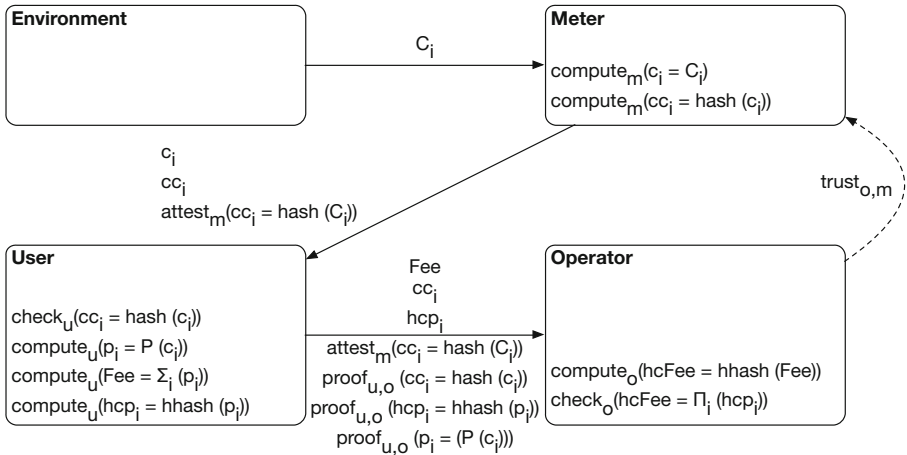 Environment
C_i
Meter
compute_m(c_i = C_i)
compute_m(cc_i = hash (c_i))
c_i
cc_i
attest_m(cc_i = hash (C_i))
trust_o,m
User
check_u(cc_i = hash (c_i))
compute_u(p_i = P (c_i))
compute_u(Fee = Σ_i (p_i))
compute_u(hcp_i = hhash (p_i))
Fee
cc_i
hcp_i
attest_m(cc_i = hash (C_i))
proof_u,o (cc_i = hash (c_i))
proof_u,o (hcp_i = hhash (p_i))
proof_u,o (p_i = (P (c_i)))
Operator
compute_o(hcFee = hhash (Fee))
check_o(hcFee = Π_i (hcp_i))